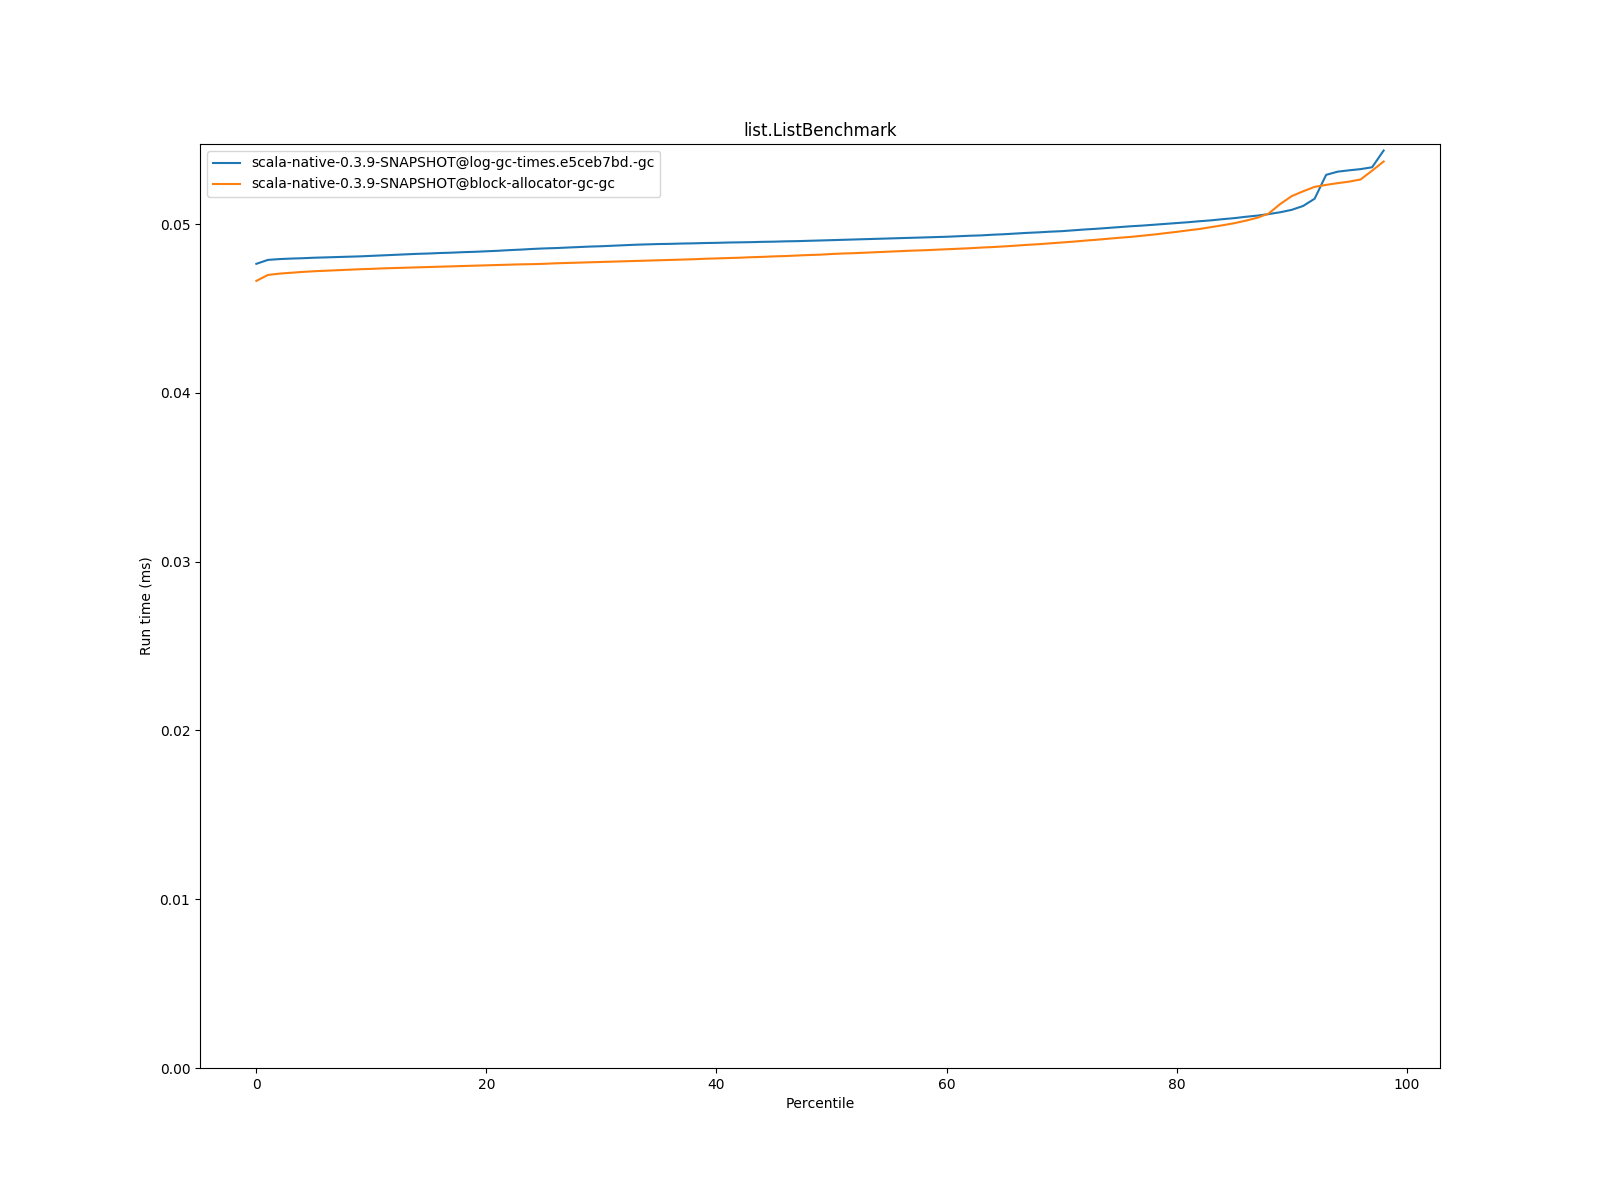 list.ListBenchmark
scala-native-0.3.9-SNAPSHOT@log-gc-times.e5ceb7bd.-gc
scala-native-0.3.9-SNAPSHOT@block-allocator-gc-gc
0.05
0.04
0.03
0.02
0.01
0.00
Run time (ms)
0 20 40 60 80 100
Percentile